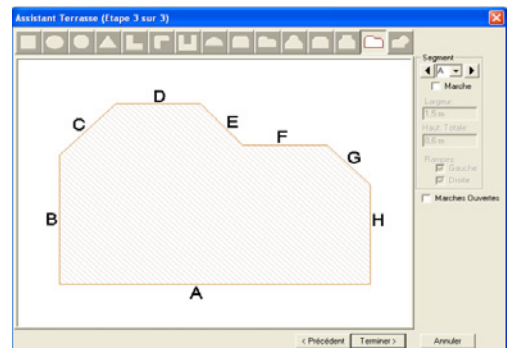 Assistant Terrasse (Etape 3 sur 3)
Segment
A
Marche
Largeur
1,5 m
Haut. Totale
0,6 m
Rampes
Gauche
Droite
Marches Ouvertes
D
C
E
F
G
B
H
A
< Précédent
Terminer >
Annuler